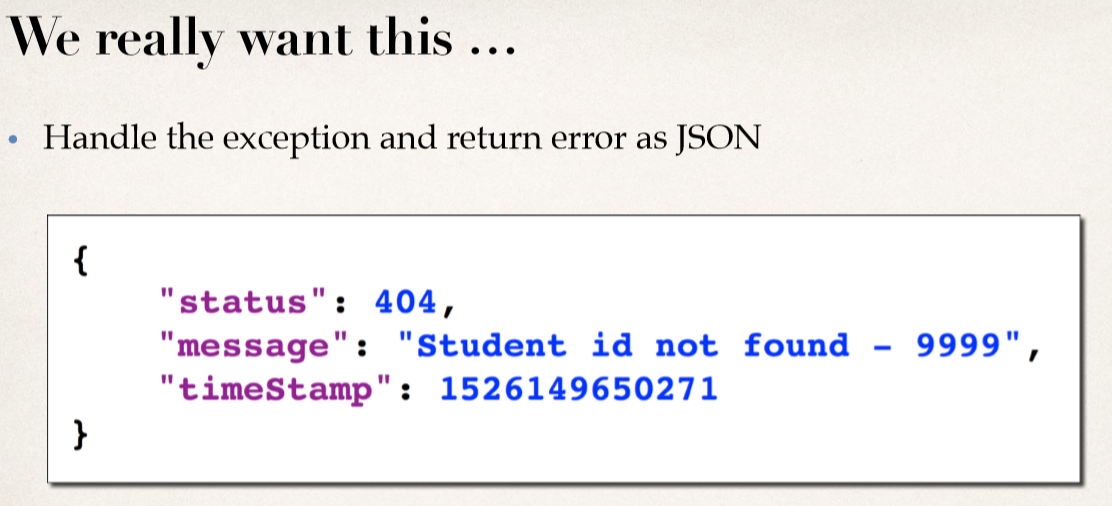 We really want this ...
• Handle the exception and return error as JSON
{
"status": 404,
"message": "Student id not found - 9999",
"timeStamp": 1526149650271
}